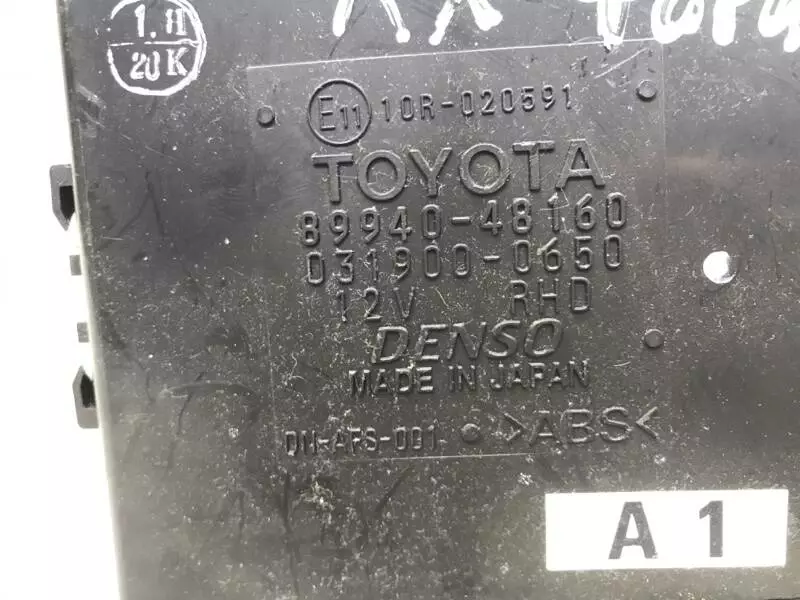 1.H
20K
E11 10R-020591
TOYOTA
89940-48160
031900-0650
12V RHD
DENSO
MADE IN JAPAN
DN-AFS-001 >ABS<
A 1